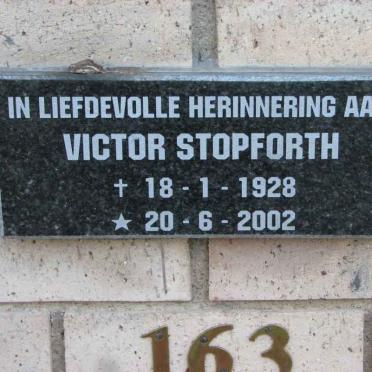 IN LIEFDEVOLLE HERINNERING AA
VICTOR STOPFORTH
✝ 18 - 1 - 1928
★ 20 - 6 - 2002
163